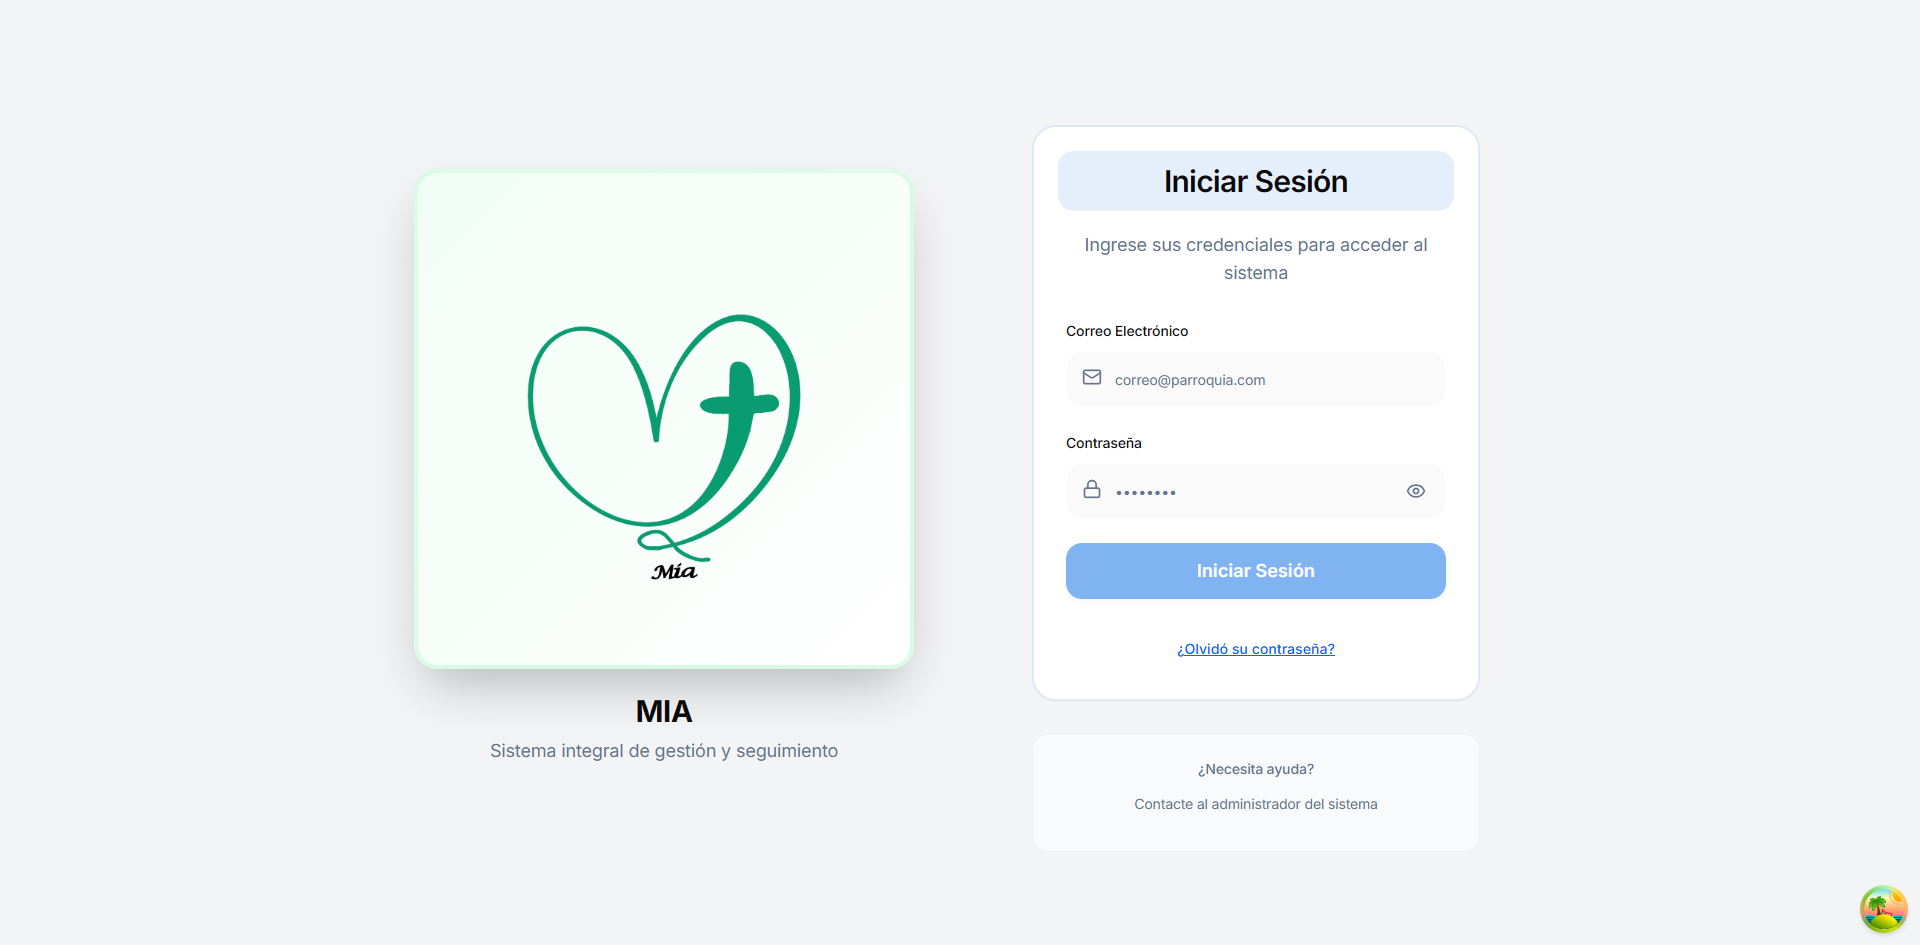 Mía
MIA
Sistema integral de gestión y seguimiento
Iniciar Sesión
Ingrese sus credenciales para acceder al
sistema
Correo Electrónico
correo@parroquia.com
Contraseña
••••••••
Iniciar Sesión
¿Olvidó su contraseña?
¿Necesita ayuda?
Contacte al administrador del sistema